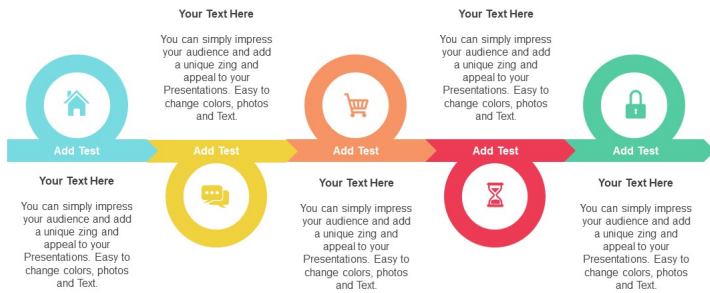 Your Text Here
You can simply impress
your audience and add
a unique zing and
appeal to your
Presentations. Easy to
change colors, photos
and Text.
Your Text Here
You can simply impress
your audience and add
a unique zing and
appeal to your
Presentations. Easy to
change colors, photos
and Text.
Add Test
Add Test
Add Test
Add Test
Add Test
Your Text Here
You can simply impress
your audience and add
a unique zing and
appeal to your
Presentations. Easy to
change colors, photos
and Text.
Your Text Here
You can simply impress
your audience and add
a unique zing and
appeal to your
Presentations. Easy to
change colors, photos
and Text.
Your Text Here
You can simply impress
your audience and add
a unique zing and
appeal to your
Presentations. Easy to
change colors, photos
and Text.